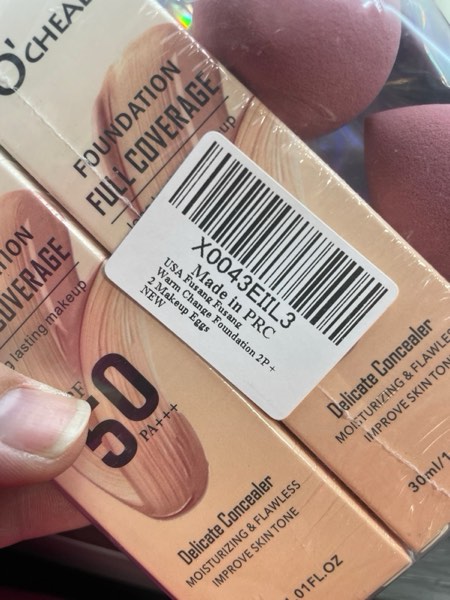 O'CHEAL
FOUNDATION
FULL COVERAGE
up
COVERAGE
lasting makeup
50
PA+++
Delicate Concealer
MOISTURIZING & FLAWLESS
IMPROVE SKIN TONE
1.01FL.OZ
X0043EIIL3
Made in PRC
USA Fusang Fusang
Warm Change Foundation 2P +
2 Makeup Eggs
NEW
Delicate Concealer
MOISTURIZING & FLAWLESS
IMPROVE SKIN TONE
30ml/1